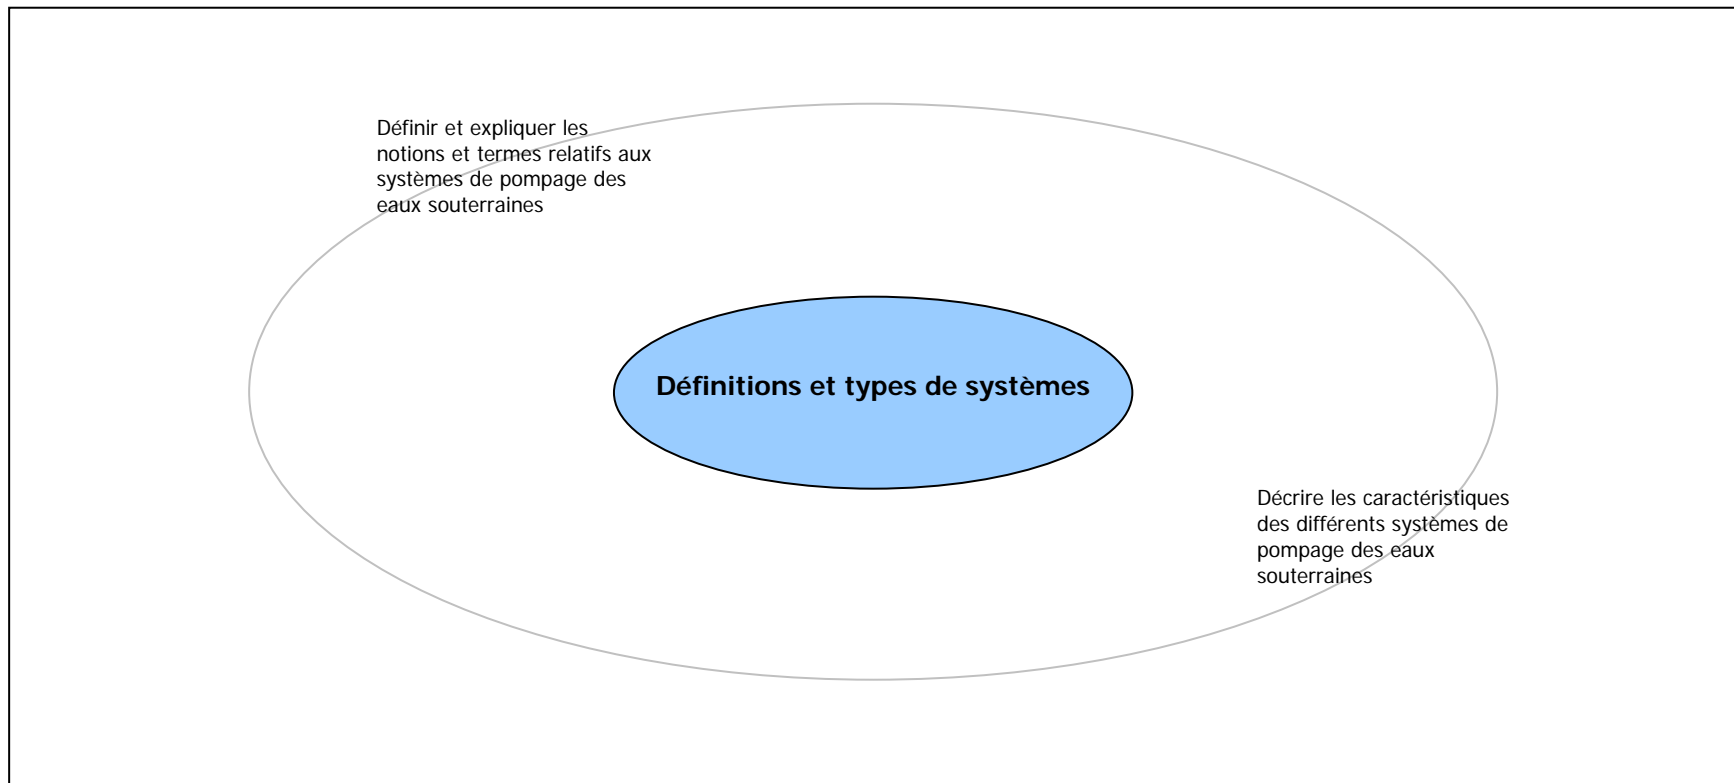 Définir et expliquer les
notions et termes relatifs aux
systèmes de pompage des
eaux souterraines
Définitions et types de systèmes
Décrire les caractéristiques
des différents systèmes de
pompage des eaux
souterraines